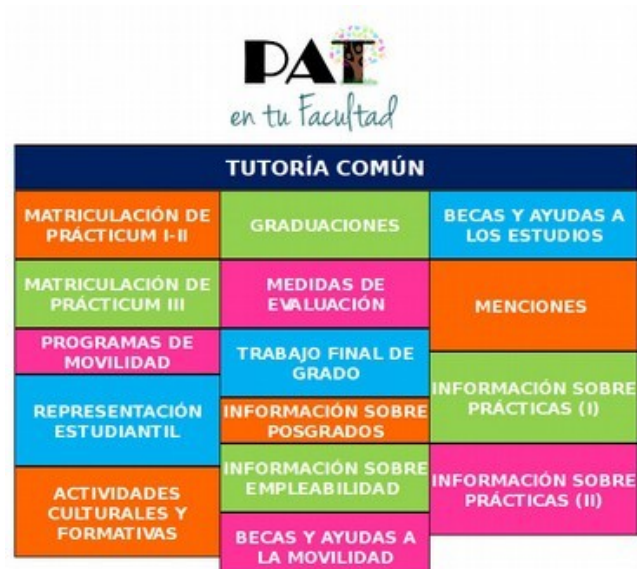 PAT
en tu Facultad
TUTORÍA COMÚN
MATRICULACIÓN DE
PRÁCTICUM I-II
MATRICULACIÓN DE
PRÁCTICUM III
PROGRAMAS DE
MOVILIDAD
REPRESENTACIÓN
ESTUDIANTIL
ACTIVIDADES
CULTURALES Y
FORMATIVAS
GRADUACIONES
MEDIDAS DE
EVALUACIÓN
TRABAJO FINAL DE
GRADO
INFORMACIÓN SOBRE
POSGRADOS
INFORMACIÓN SOBRE
EMPLEABILIDAD
BECAS Y AYUDAS A
LA MOVILIDAD
BECAS Y AYUDAS A
LOS ESTUDIOS
MENCIONES
INFORMACIÓN SOBRE
PRÁCTICAS (I)
INFORMACIÓN SOBRE
PRÁCTICAS (II)